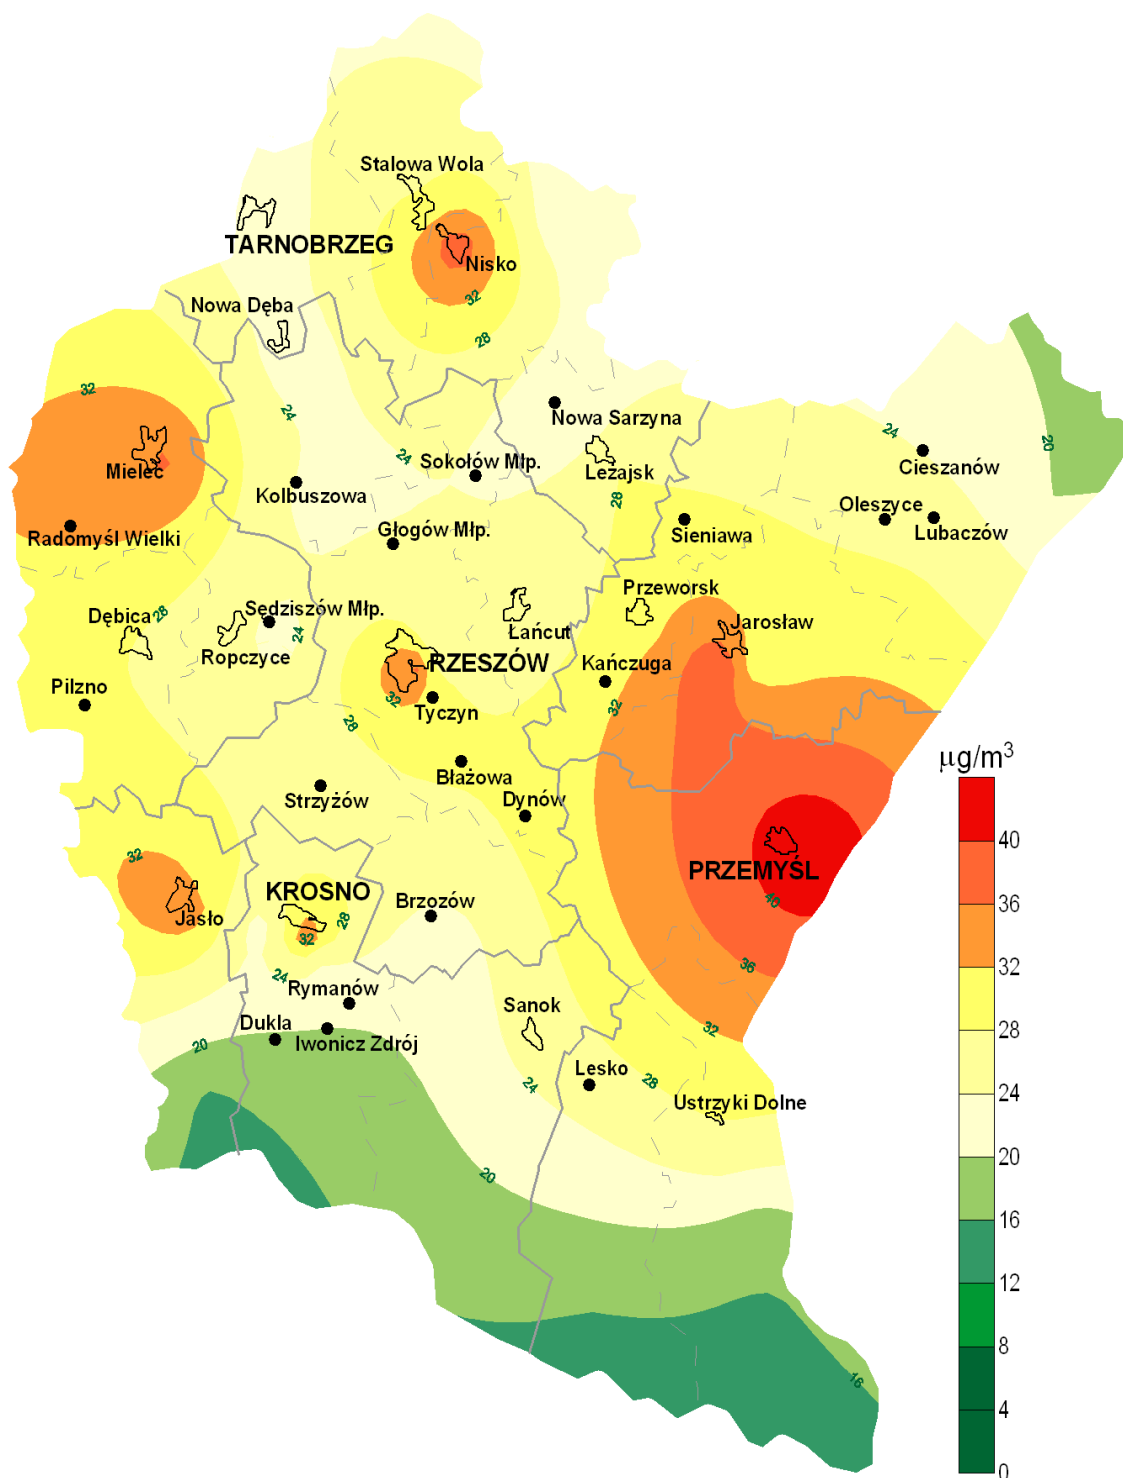 Stalowa Wola
TARNOBRZEG
Nisko
32
Nowa Dęba
28
32
24
Nowa Sarzyna
24
20
24
Sokołów Młp.
Leżajsk
Cieszanów
Mielec
Kolbuszowa
28
Oleszyce
Lubaczów
Radomyśl Wielki
Głogów Młp.
Sieniawa
Przeworsk
Dębica
28
Sędziszów Młp.
24
Łańcut
Jarosław
Ropczyce
RZESZÓW
Kańczuga
Pilzno
32
Tyczyn
32
28
μg/m³
Błażowa
Strzyżów
Dynów
40
32
PRZEMYŚL
KROSNO
Brzozów
40
36
Jasło
28
32
36
32
24
Rymanów
Sanok
32
28
Dukla
20
Iwonicz Zdrój
Lesko
28
24
24
Ustrzyki Dolne
20
20
16
12
8
16
4
0